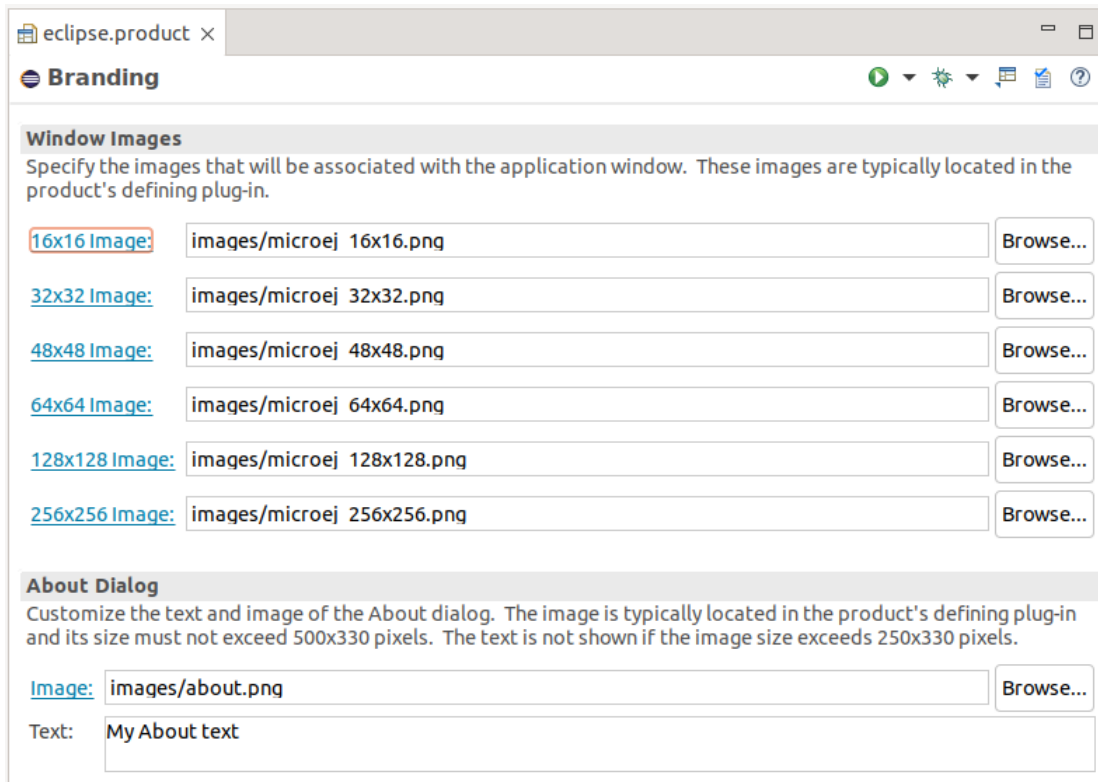 eclipse.product
Branding
Window Images
Specify the images that will be associated with the application window. These images are typically located in the
product's defining plug-in.
16x16 Image: images/microej 16x16.png Browse...
32x32 Image: images/microej 32x32.png Browse...
48x48 Image: images/microej 48x48.png Browse...
64x64 Image: images/microej 64x64.png Browse...
128x128 Image: images/microej 128x128.png Browse...
256x256 Image: images/microej 256x256.png Browse...
About Dialog
Customize the text and image of the About dialog. The image is typically located in the product's defining plug-in
and its size must not exceed 500x330 pixels. The text is not shown if the image size exceeds 250x330 pixels.
Image: images/about.png Browse...
Text: My About text